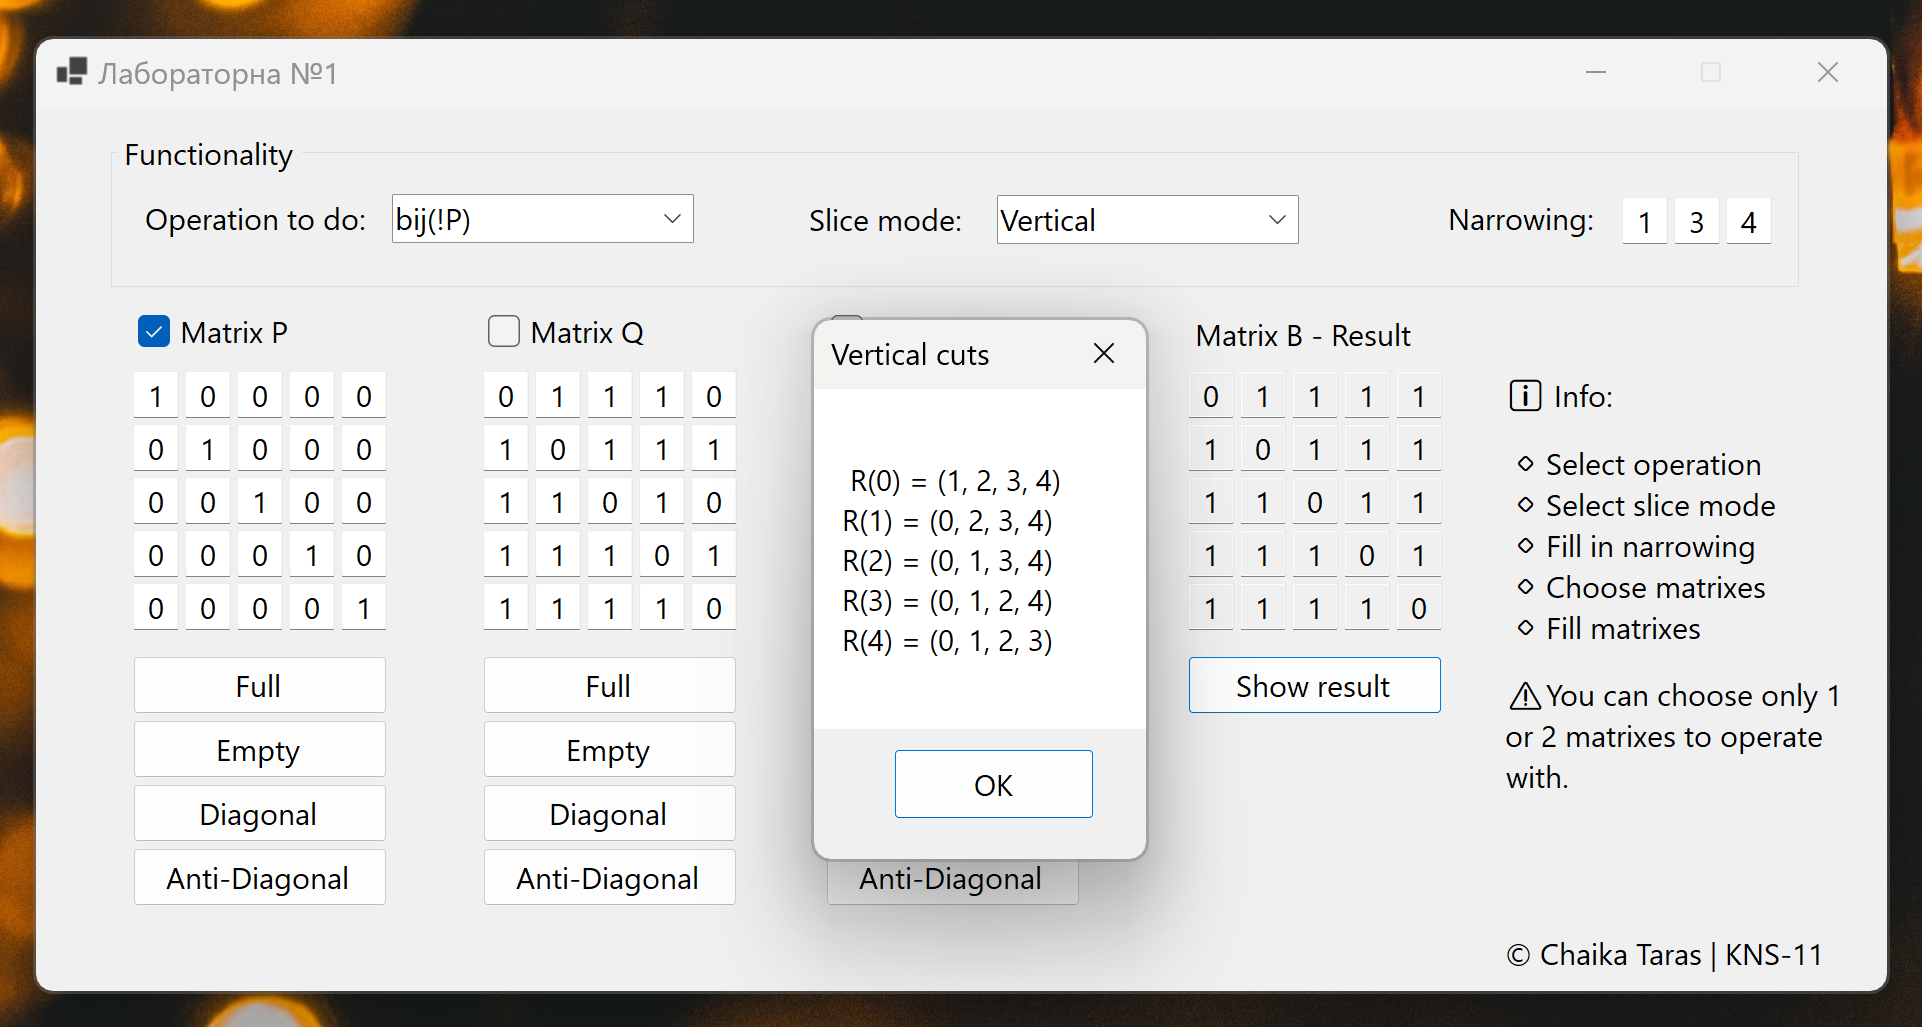 Лабораторна №1
Functionality
Operation to do: bij(!P) Slice mode: Vertical Narrowing: 1 3 4
Matrix P
1 0 0 0 0
0 1 0 0 0
0 0 1 0 0
0 0 0 1 0
0 0 0 0 1
Full
Empty
Diagonal
Anti-Diagonal
Matrix Q
0 1 1 1 0
1 0 1 1 1
1 1 0 1 0
1 1 1 0 1
1 1 1 1 0
Full
Empty
Diagonal
Anti-Diagonal
Vertical cuts
R(0) = (1, 2, 3, 4)
R(1) = (0, 2, 3, 4)
R(2) = (0, 1, 3, 4)
R(3) = (0, 1, 2, 4)
R(4) = (0, 1, 2, 3)
OK
Anti-Diagonal
Matrix B - Result
0 1 1 1 1
1 0 1 1 1
1 1 0 1 1
1 1 1 0 1
1 1 1 1 0
Show result
Info:
Select operation
Select slice mode
Fill in narrowing
Choose matrixes
Fill matrixes
⚠You can choose only 1
or 2 matrixes to operate
with.
© Chaika Taras | KNS-11